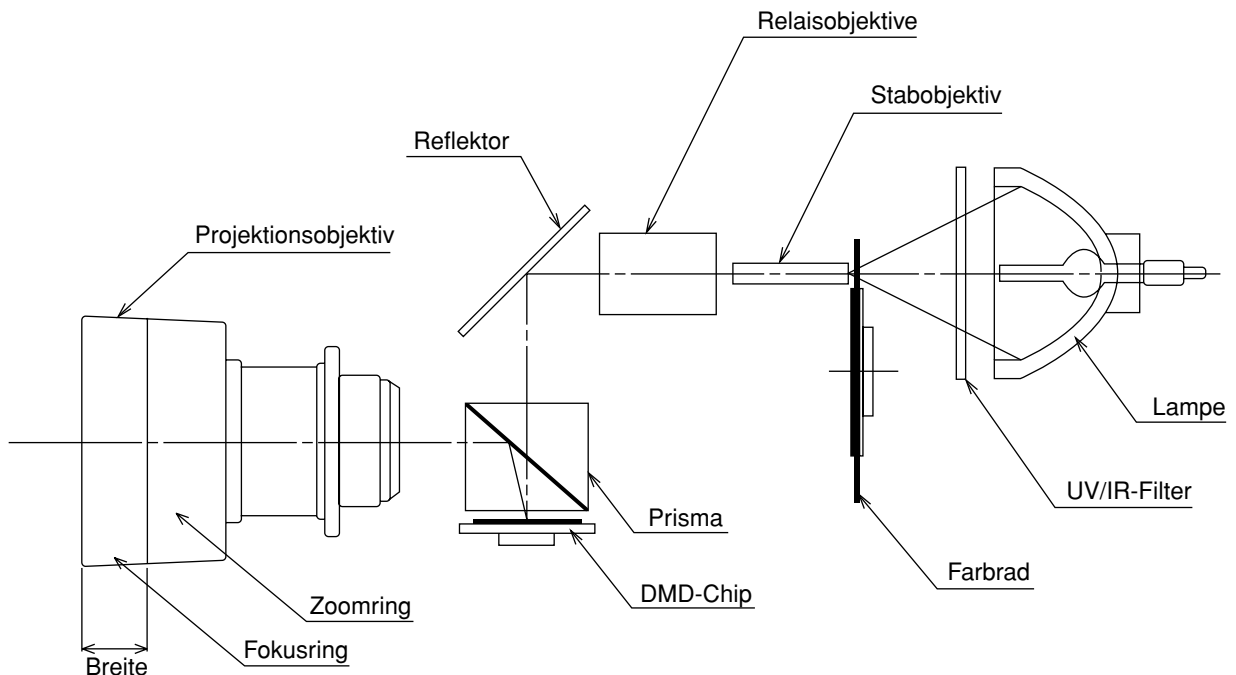 Relaisobjektive
Stabobjektiv
Reflektor
Projektionsobjektiv
Lampe
UV/IR-Filter
Prisma
Farbrad
DMD-Chip
Zoomring
Fokusring
Breite